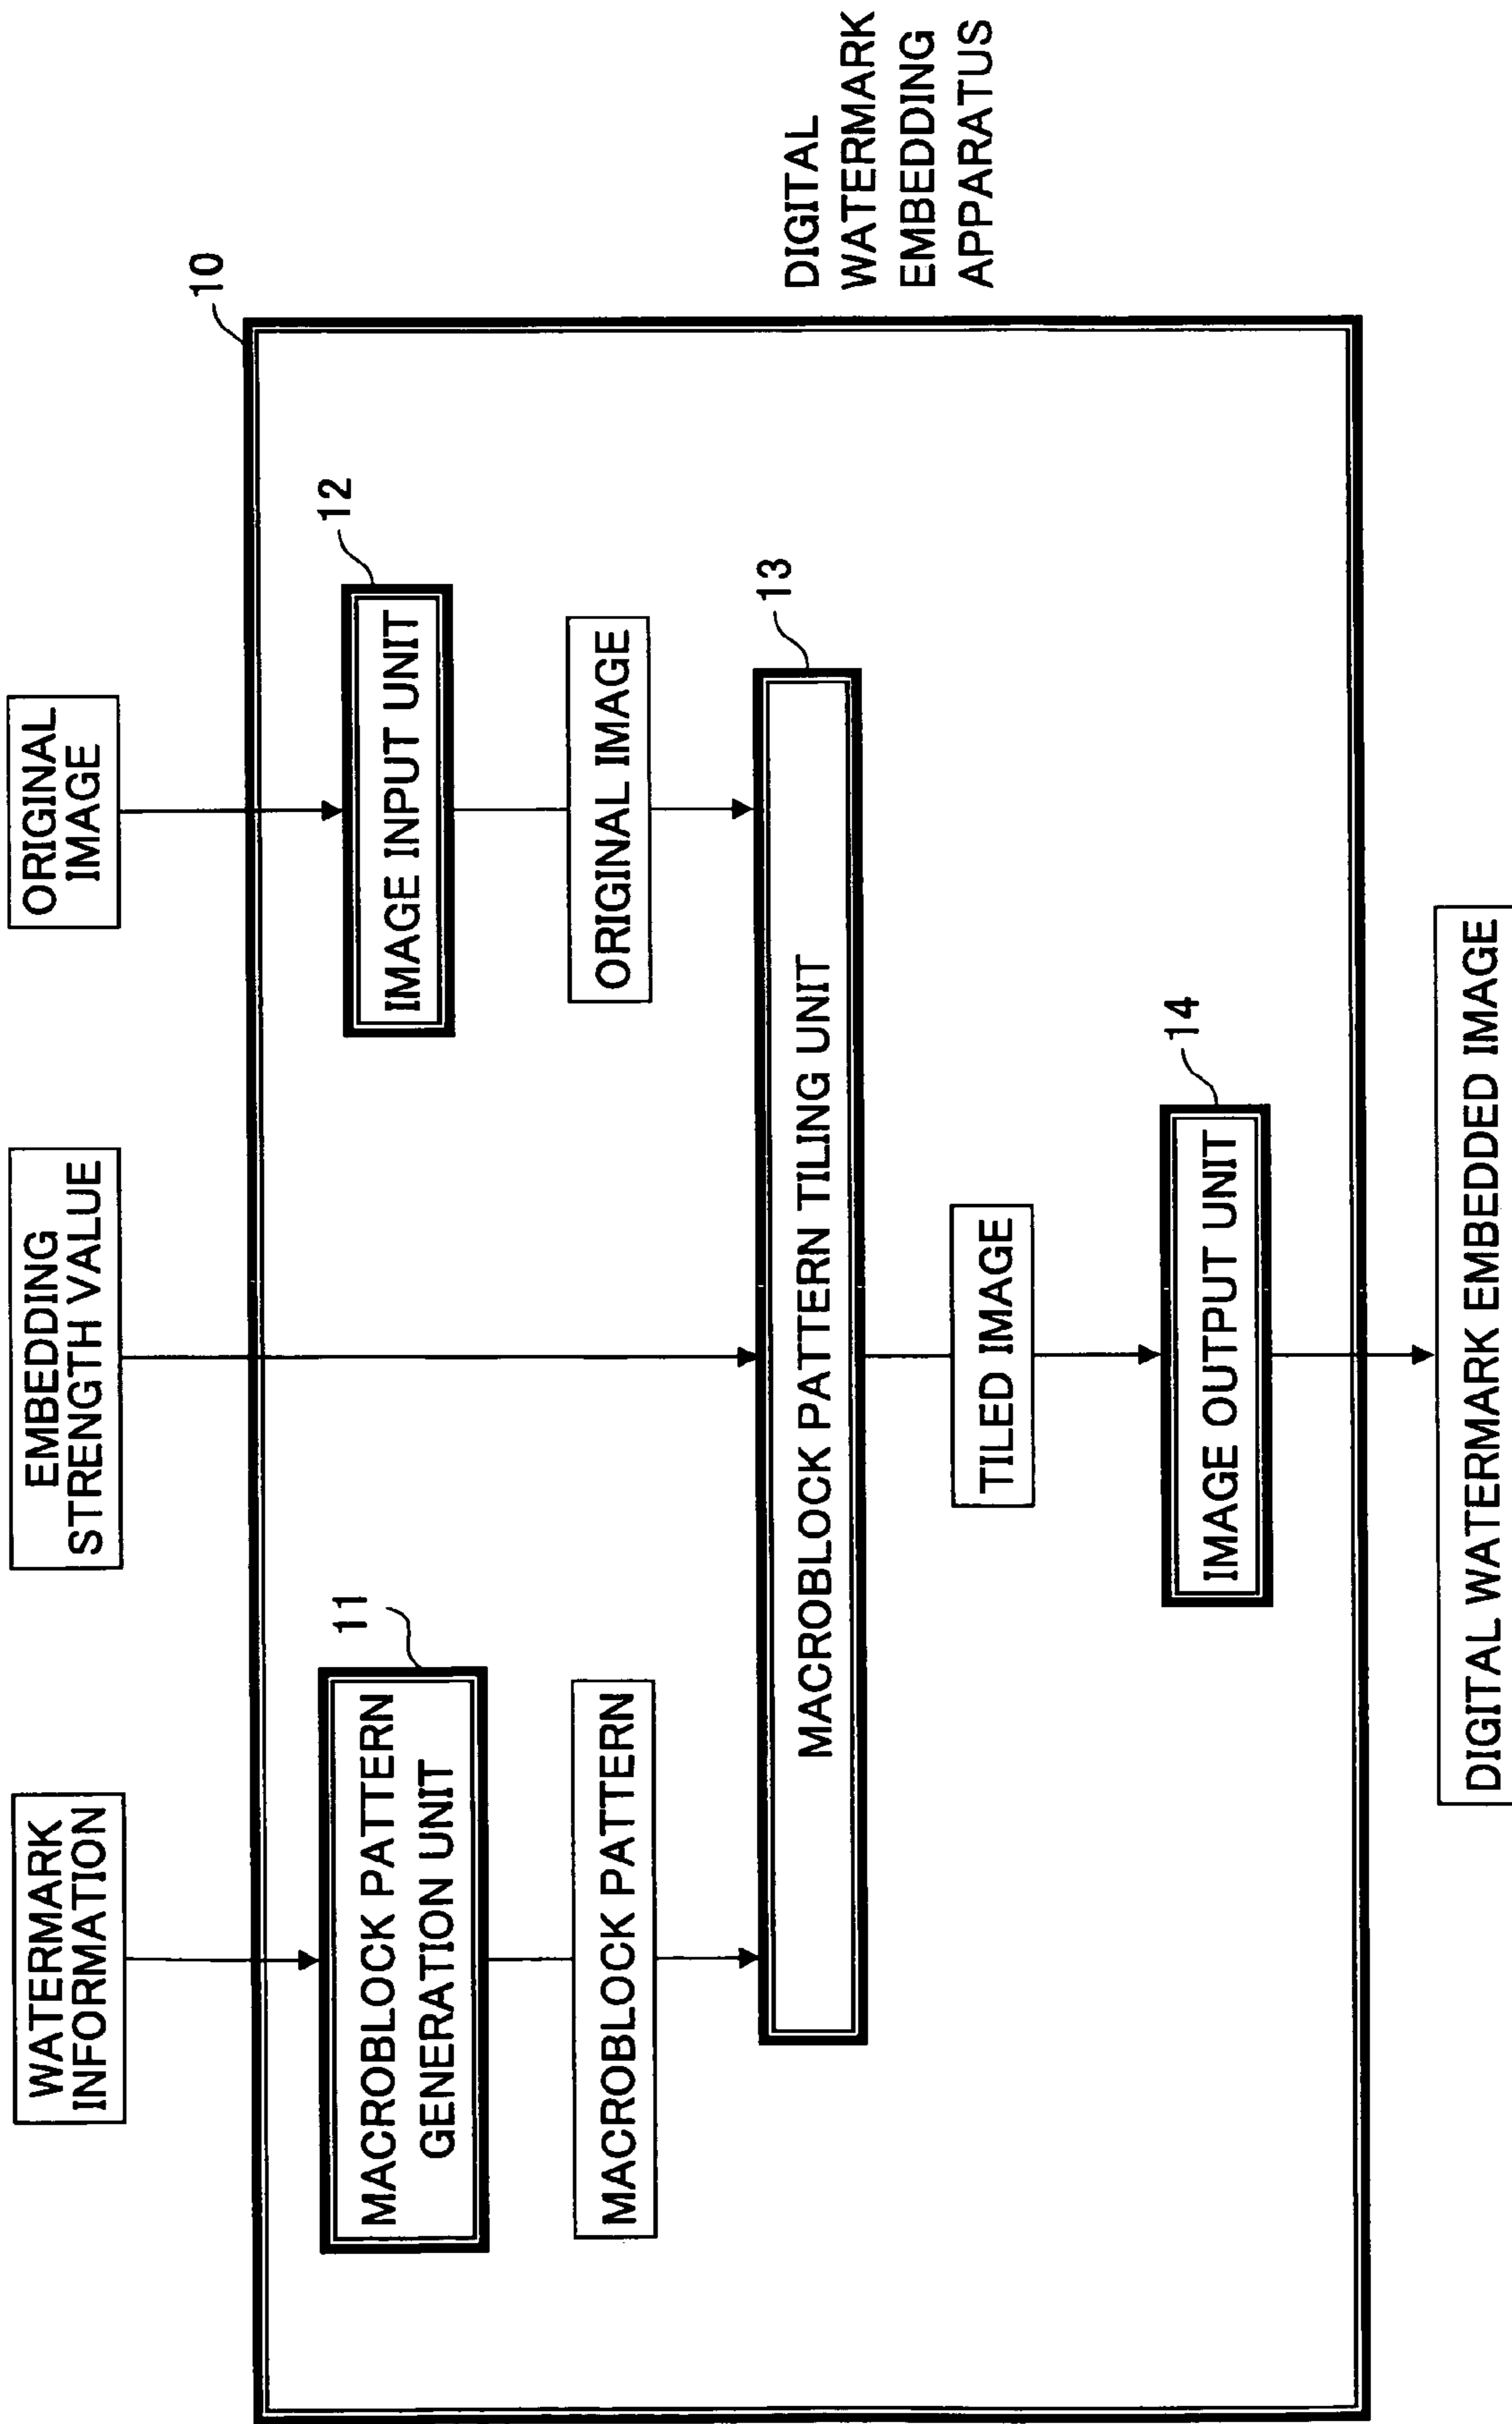 WATERMARK
INFORMATION
EMBEDDING
STRENGTH VALUE
ORIGINAL
IMAGE
10
11
MACROBLOCK PATTERN
GENERATION UNIT
12
IMAGE INPUT UNIT
MACROBLOCK PATTERN
ORIGINAL IMAGE
13
MACROBLOCK PATTERN TILING UNIT
DIGITAL
WATERMARK
EMBEDDING
APPARATUS
TILED IMAGE
14
IMAGE OUTPUT UNIT
DIGITAL WATERMARK EMBEDDED IMAGE